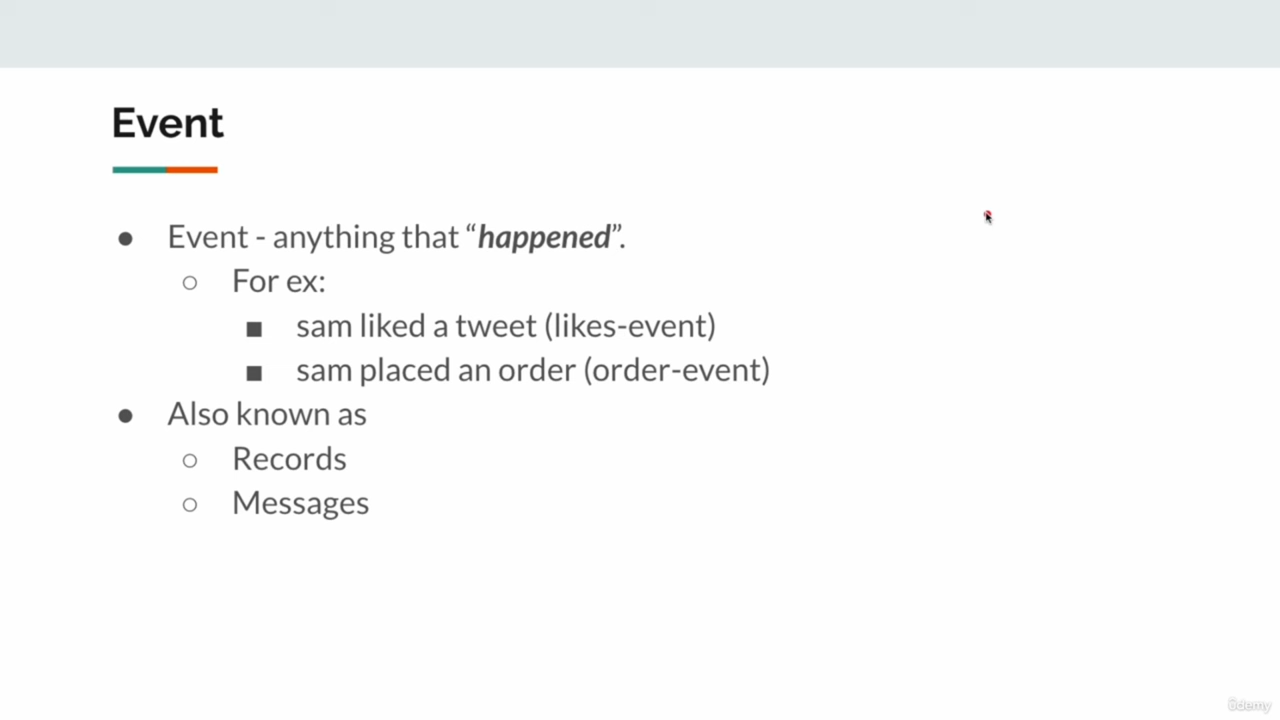 Event
● Event - anything that “happened”.
○ For ex:
■ sam liked a tweet (likes-event)
■ sam placed an order (order-event)
● Also known as
○ Records
○ Messages
ûdemy